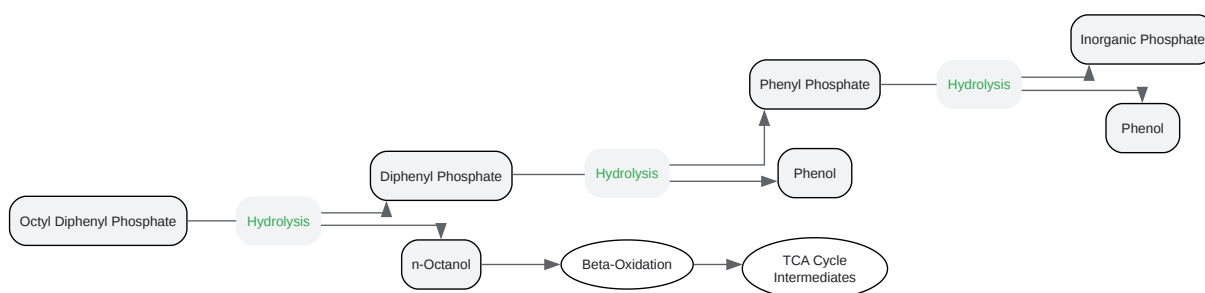 Inorganic Phosphate
Phenyl Phosphate
Hydrolysis
Phenol
Diphenyl Phosphate
Hydrolysis
Phenol
Octyl Diphenyl Phosphate
Hydrolysis
n-Octanol
Beta-Oxidation
TCA Cycle
Intermediates